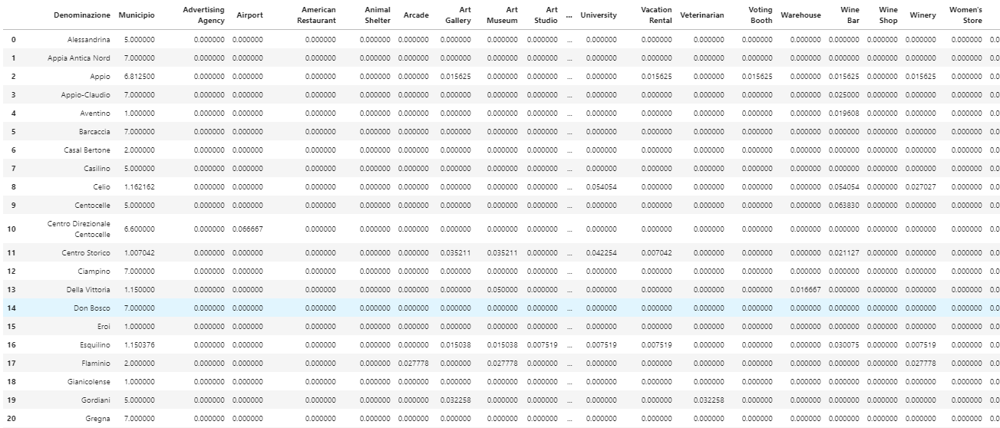 Denominazione Municipio Advertising Agency Airport American Restaurant Animal Shelter Arcade Art Gallery Art Museum Art Studio ... University Vacation Rental Veterinarian Voting Booth Warehouse Wine Bar Wine Shop Winery Women's Store
0 Alessandrina 5.000000 0.000000 0.000000 0.000000 0.000000 0.000000 0.000000 0.000000 0.000000 ... 0.000000 0.000000 0.000000 0.000000 0.000000 0.000000 0.000000 0.000000 0.000000 0.0
1 Appia Antica Nord 7.000000 0.000000 0.000000 0.000000 0.000000 0.000000 0.000000 0.000000 0.000000 ... 0.000000 0.000000 0.000000 0.000000 0.000000 0.000000 0.000000 0.000000 0.000000 0.0
2 Appio 6.812500 0.000000 0.000000 0.000000 0.000000 0.000000 0.015625 0.000000 0.000000 ... 0.000000 0.015625 0.000000 0.015625 0.000000 0.015625 0.000000 0.015625 0.000000 0.0
3 Appio-Claudio 7.000000 0.000000 0.000000 0.000000 0.000000 0.000000 0.000000 0.000000 0.000000 ... 0.000000 0.000000 0.000000 0.000000 0.000000 0.025000 0.000000 0.000000 0.000000 0.0
4 Aventino 1.000000 0.000000 0.000000 0.000000 0.000000 0.000000 0.000000 0.000000 0.000000 ... 0.000000 0.000000 0.000000 0.000000 0.000000 0.019608 0.000000 0.000000 0.000000 0.0
5 Barcaccia 7.000000 0.000000 0.000000 0.000000 0.000000 0.000000 0.000000 0.000000 0.000000 ... 0.000000 0.000000 0.000000 0.000000 0.000000 0.000000 0.000000 0.000000 0.000000 0.0
6 Casal Bertone 2.000000 0.000000 0.000000 0.000000 0.000000 0.000000 0.000000 0.000000 0.000000 ... 0.000000 0.000000 0.000000 0.000000 0.000000 0.000000 0.000000 0.000000 0.000000 0.0
7 Casilino 5.000000 0.000000 0.000000 0.000000 0.000000 0.000000 0.000000 0.000000 0.000000 ... 0.000000 0.000000 0.000000 0.000000 0.000000 0.000000 0.000000 0.000000 0.000000 0.0
8 Celio 1.162162 0.000000 0.000000 0.000000 0.000000 0.000000 0.000000 0.000000 0.000000 ... 0.054054 0.000000 0.000000 0.000000 0.000000 0.054054 0.000000 0.027027 0.000000 0.0
9 Centocelle 5.000000 0.000000 0.000000 0.000000 0.000000 0.000000 0.000000 0.000000 0.000000 ... 0.000000 0.000000 0.000000 0.000000 0.000000 0.063830 0.000000 0.000000 0.000000 0.0
10 Centro Direzionale Centocelle 6.600000 0.000000 0.066667 0.000000 0.000000 0.000000 0.000000 0.000000 0.000000 ... 0.000000 0.000000 0.000000 0.000000 0.000000 0.000000 0.000000 0.000000 0.000000 0.0
11 Centro Storico 1.007042 0.000000 0.000000 0.000000 0.000000 0.000000 0.035211 0.035211 0.000000 ... 0.042254 0.007042 0.000000 0.000000 0.000000 0.021127 0.000000 0.000000 0.000000 0.0
12 Ciampino 7.000000 0.000000 0.000000 0.000000 0.000000 0.000000 0.000000 0.000000 0.000000 ... 0.000000 0.000000 0.000000 0.000000 0.000000 0.000000 0.000000 0.000000 0.000000 0.0
13 Della Vittoria 1.150000 0.000000 0.000000 0.000000 0.000000 0.000000 0.000000 0.050000 0.000000 ... 0.000000 0.000000 0.000000 0.000000 0.016667 0.000000 0.000000 0.000000 0.000000 0.0
14 Don Bosco 7.000000 0.000000 0.000000 0.000000 0.000000 0.000000 0.000000 0.000000 0.000000 ... 0.000000 0.000000 0.000000 0.000000 0.000000 0.000000 0.000000 0.000000 0.000000 0.0
15 Eroi 1.000000 0.000000 0.000000 0.000000 0.000000 0.000000 0.000000 0.000000 0.000000 ... 0.000000 0.000000 0.000000 0.000000 0.000000 0.000000 0.000000 0.000000 0.000000 0.0
16 Esquilino 1.150376 0.000000 0.000000 0.000000 0.000000 0.000000 0.015038 0.015038 0.007519 ... 0.007519 0.007519 0.000000 0.000000 0.000000 0.030075 0.000000 0.007519 0.000000 0.0
17 Flaminio 2.000000 0.000000 0.000000 0.000000 0.000000 0.027778 0.000000 0.027778 0.000000 ... 0.000000 0.000000 0.000000 0.000000 0.000000 0.000000 0.000000 0.027778 0.000000 0.0
18 Gianicolense 1.000000 0.000000 0.000000 0.000000 0.000000 0.000000 0.000000 0.000000 0.000000 ... 0.000000 0.000000 0.000000 0.000000 0.000000 0.000000 0.000000 0.000000 0.000000 0.0
19 Gordiani 5.000000 0.000000 0.000000 0.000000 0.000000 0.000000 0.032258 0.000000 0.000000 ... 0.000000 0.000000 0.032258 0.000000 0.000000 0.000000 0.000000 0.000000 0.000000 0.0
20 Gregna 7.000000 0.000000 0.000000 0.000000 0.000000 0.000000 0.000000 0.000000 0.000000 ... 0.000000 0.000000 0.000000 0.000000 0.000000 0.000000 0.000000 0.000000 0.000000 0.0